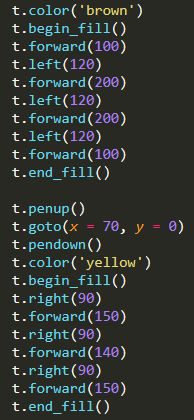 t.color('brown')
t.begin_fill()
t.forward(100)
t.left(120)
t.forward(200)
t.left(120)
t.forward(200)
t.left(120)
t.forward(100)
t.end_fill()

t.penup()
t.goto(x = 70, y = 0)
t.pendown()
t.color('yellow')
t.begin_fill()
t.right(90)
t.forward(150)
t.right(90)
t.forward(140)
t.right(90)
t.forward(150)
t.end_fill()